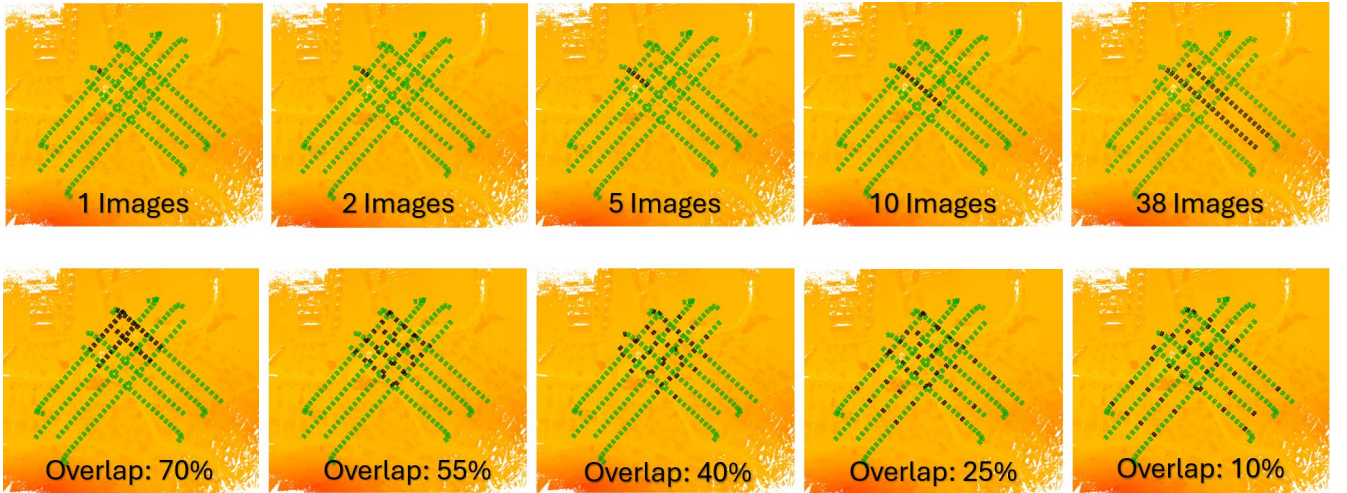 1 Images
2 Images
5 Images
10 Images
38 Images
Overlap: 70%
Overlap: 55%
Overlap: 40%
Overlap: 25%
Overlap: 10%